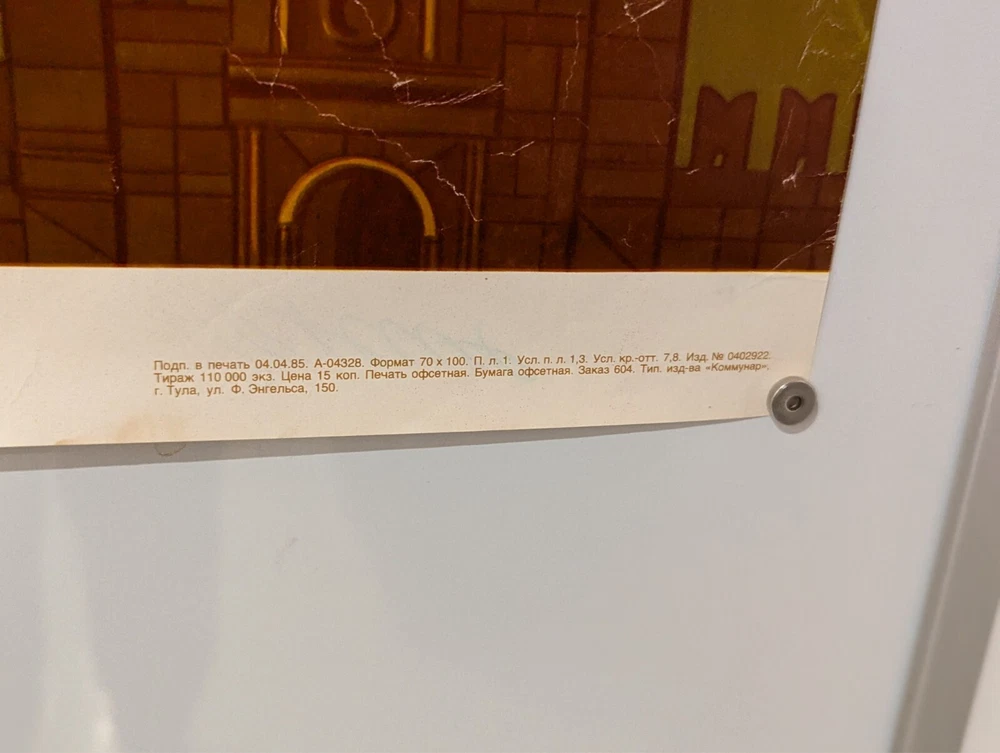 Подп. в печать 04.04.85. А-04328. Формат 70 х 100. П. л. 1. Усл. п. л. 1,3. Усл. кр.-отт. 7,8. Изд. № 0402922.
Тираж 110 000 экз. Цена 15 коп. Печать офсетная. Бумага офсетная. Заказ 604. Тип. изд-ва «Коммунар»,
г. Тула, ул. Ф. Энгельса, 150.